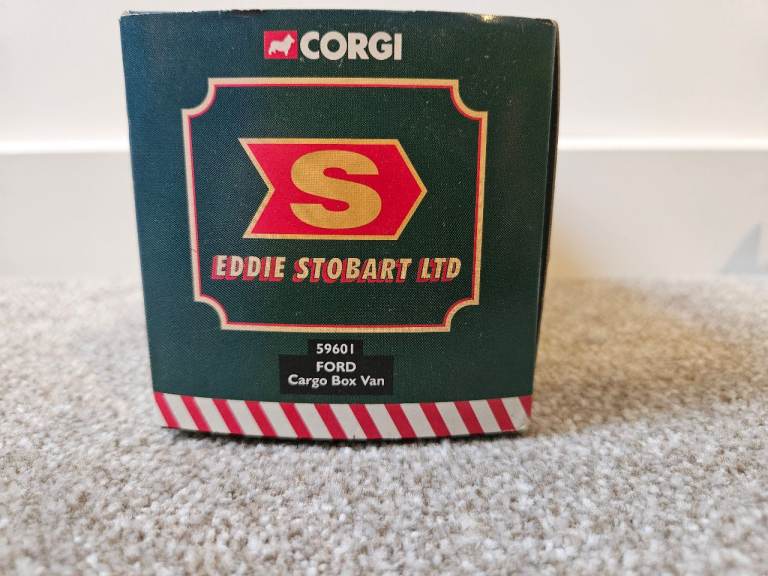 CORGI
S
EDDIE STOBART LTD
59601
FORD
Cargo Box Van